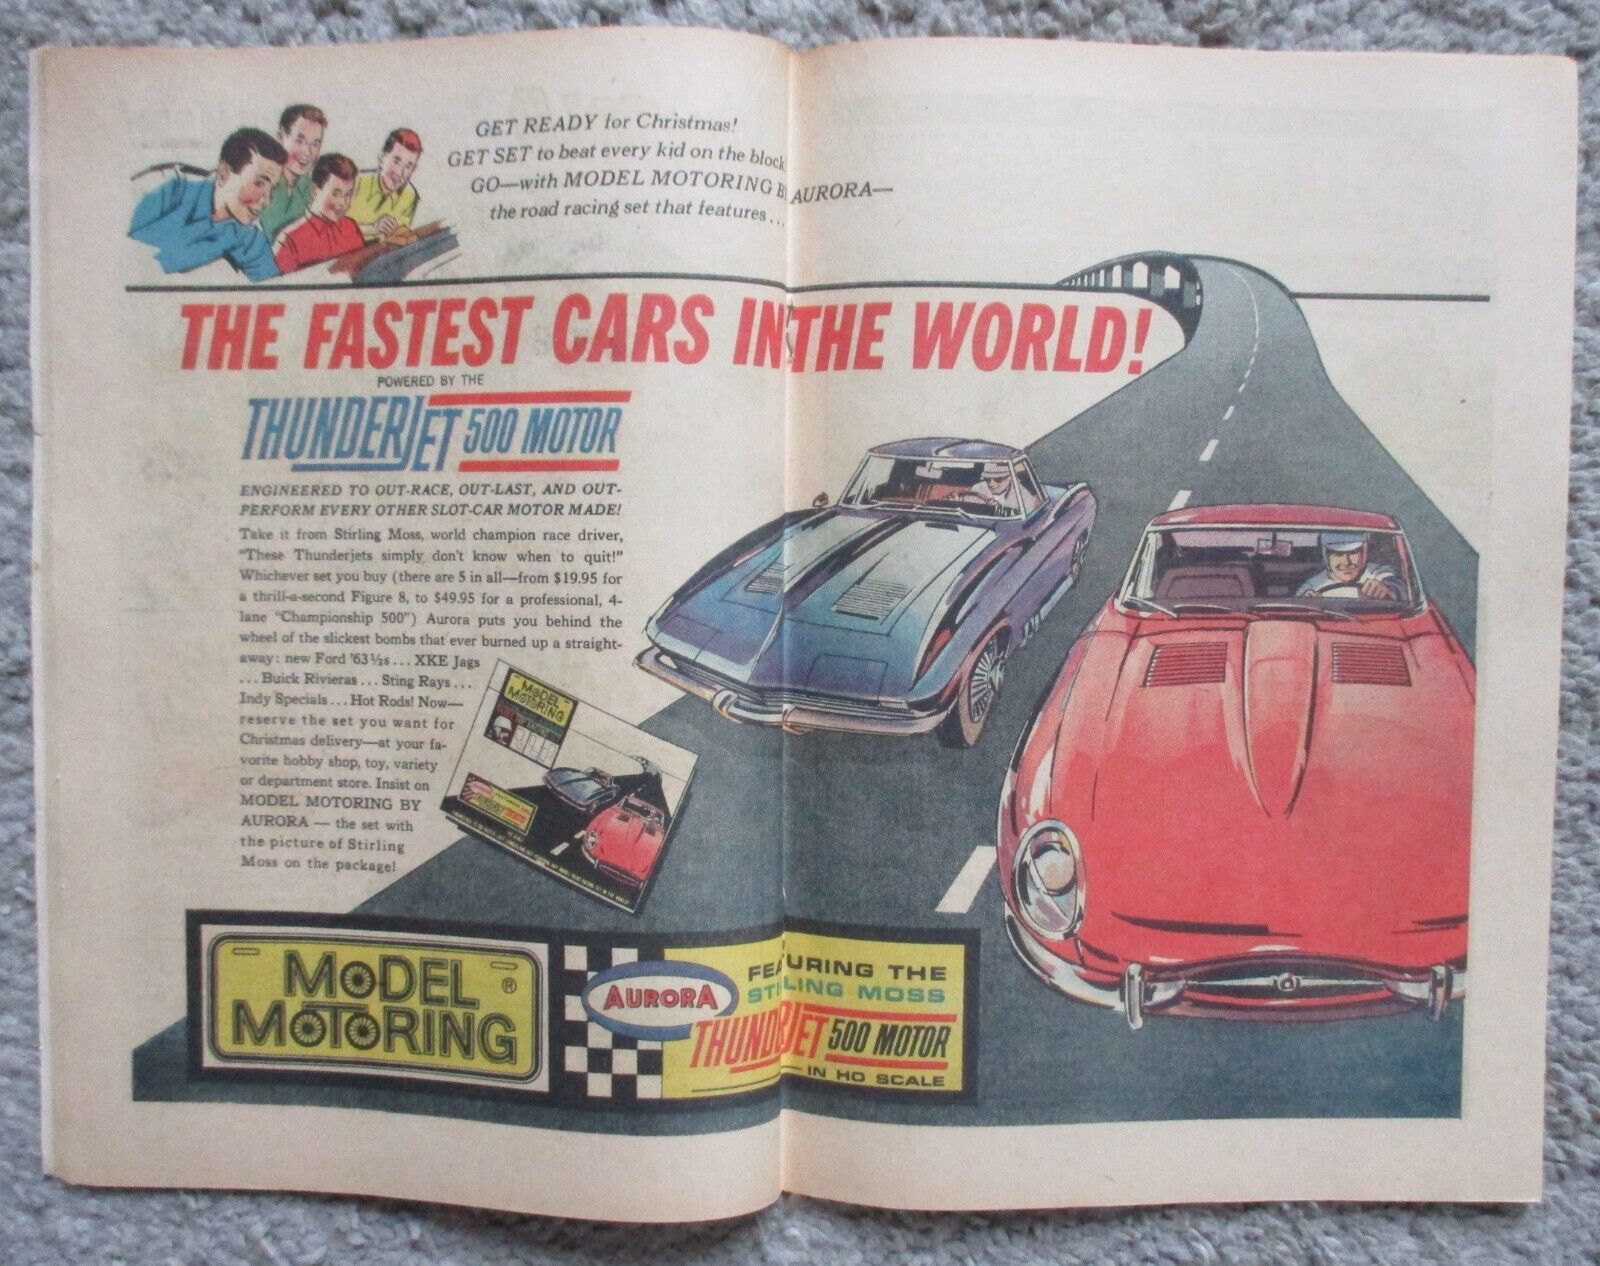 GET READY for Christmas!
GET SET to beat every kid on the block!
GO—with MODEL MOTORING BY AURORA—
the road racing set that features...
THE FASTEST CARS IN THE WORLD!
POWERED BY THE
THUNDERJET 500 MOTOR
ENGINEERED TO OUT-RACE, OUT-LAST, AND OUT-
PERFORM EVERY OTHER SLOT-CAR MOTOR MADE!
Take it from Stirling Moss, world champion race driver,
"These Thunderjets simply don't know when to quit!"
Whichever set you buy (there are 5 in all—from $19.95 for
a thrill-a-second Figure 8, to $49.95 for a professional, 4-
lane "Championship 500") Aurora puts you behind the
wheel of the slickest bombs that ever burned up a straight-
away: new Ford '63½s... XKE Jags
... Buick Rivieras... Sting Rays...
Indy Specials... Hot Rods! Now—
reserve the set you want for
Christmas delivery—at your fa-
vorite hobby shop, toy, variety
or department store. Insist on
MODEL MOTORING BY
AURORA — the set with
the picture of Stirling
Moss on the package!
MODEL
MOTORING
MODEL
MOTORING ®
AURORA
FEATURING THE
STIRLING MOSS
THUNDERJET 500 MOTOR
IN HO SCALE